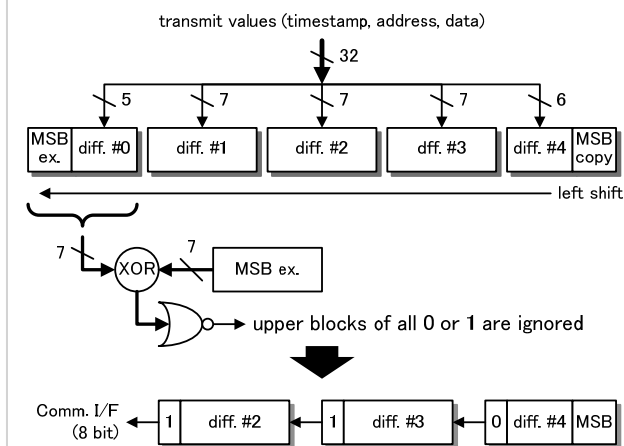 transmit values (timestamp, address, data)
32
5 7 7 7 6
MSB ex. diff. #0 diff. #1 diff. #2 diff. #3 diff. #4 MSB copy
left shift
7 XOR 7 MSB ex.
upper blocks of all 0 or 1 are ignored
Comm. I/F (8 bit) 1 diff. #2 1 diff. #3 0 diff. #4 MSB